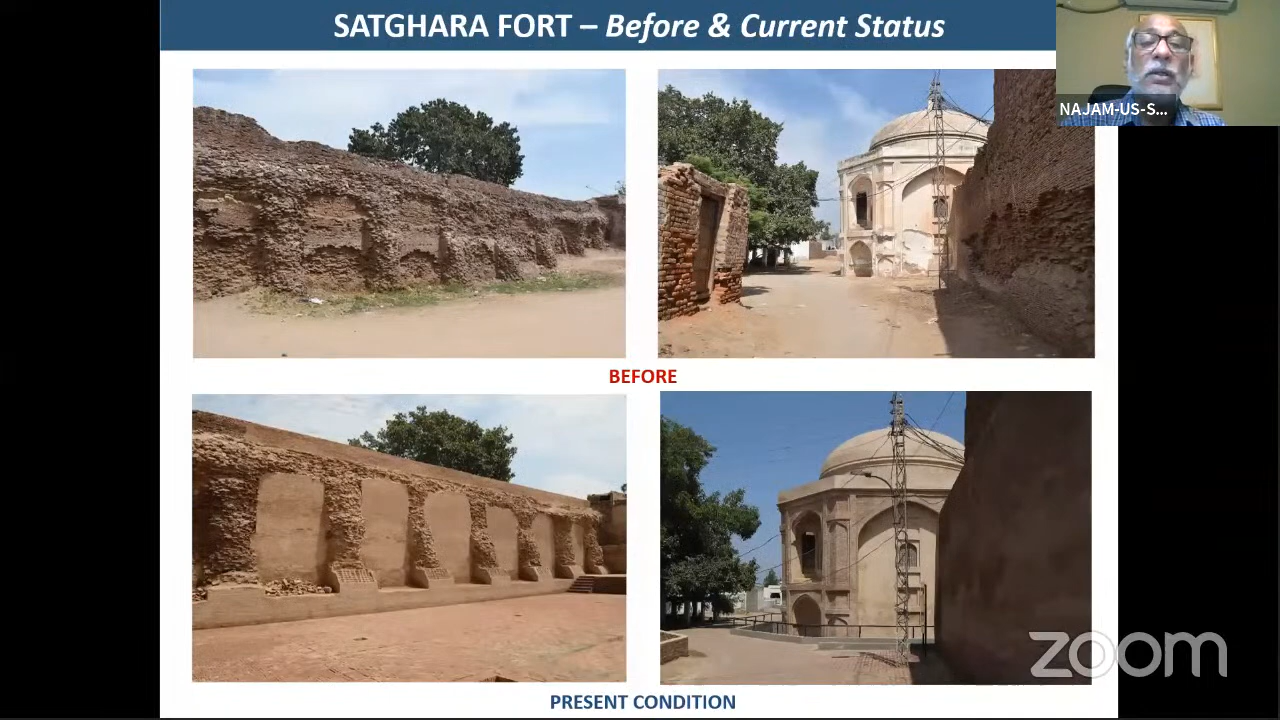 SATGHARA FORT – Before & Current Status
NAJAM-US-S...
BEFORE
PRESENT CONDITION
zoom